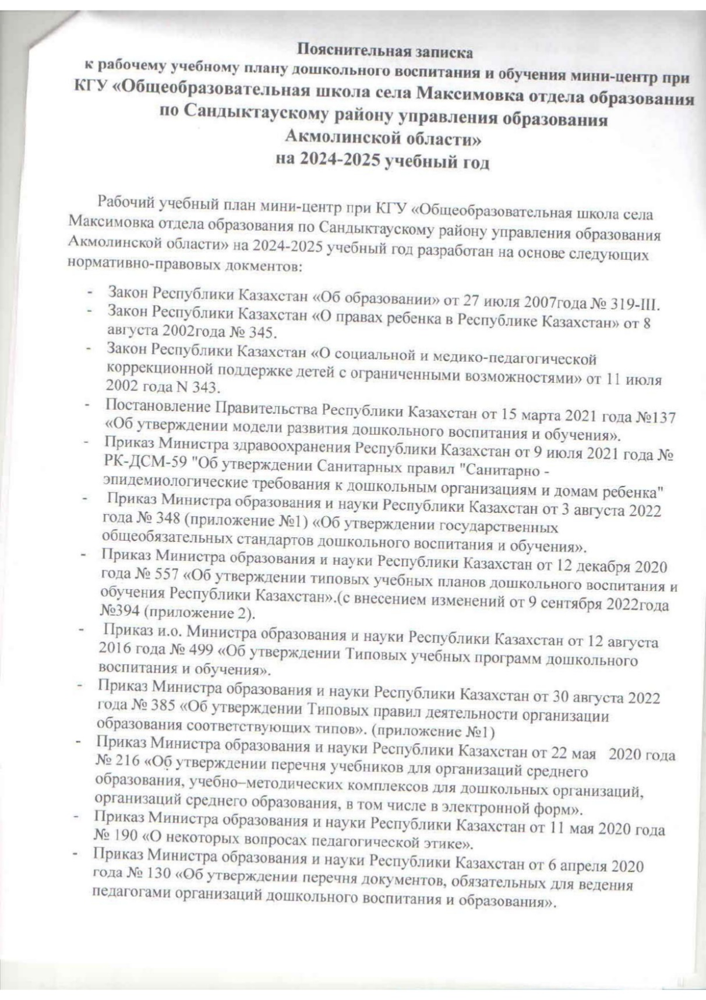 Пояснительная записка
к рабочему учебному плану дошкольного воспитания и обучения мини-центр при
КГУ «Общеобразовательная школа села Максимовка отдела образования
по Сандыктаускому району управления образования
Акмолинской области»
на 2024-2025 учебный год
Рабочий учебный план мини-центр при КГУ «Общеобразовательная школа села
Максимовка отдела образования по Сандыктаускому району управления образования
Акмолинской области» на 2024-2025 учебный год разработан на основе следующих
нормативно-правовых докментов:
- Закон Республики Казахстан «Об образовании» от 27 июля 2007года № 319-III.
- Закон Республики Казахстан «О правах ребенка в Республике Казахстан» от 8
августа 2002года № 345.
- Закон Республики Казахстан «О социальной и медико-педагогической
коррекционной поддержке детей с ограниченными возможностями» от 11 июля
2002 года N 343.
- Постановление Правительства Республики Казахстан от 15 марта 2021 года №137
«Об утверждении модели развития дошкольного воспитания и обучения».
- Приказ Министра здравоохранения Республики Казахстан от 9 июля 2021 года №
РК-ДСМ-59 "Об утверждении Санитарных правил "Санитарно -
эпидемиологические требования к дошкольным организациям и домам ребенка"
- Приказ Министра образования и науки Республики Казахстан от 3 августа 2022
года № 348 (приложение №1) «Об утверждении государственных
общеобязательных стандартов дошкольного воспитания и обучения».
- Приказ Министра образования и науки Республики Казахстан от 12 декабря 2020
года № 557 «Об утверждении типовых учебных планов дошкольного воспитания и
обучения Республики Казахстан».(с внесением изменений от 9 сентября 2022года
№394 (приложение 2).
- Приказ и.о. Министра образования и науки Республики Казахстан от 12 августа
2016 года № 499 «Об утверждении Типовых учебных программ дошкольного
воспитания и обучения».
- Приказ Министра образования и науки Республики Казахстан от 30 августа 2022
года № 385 «Об утверждении Типовых правил деятельности организации
образования соответствующих типов». (приложение №1)
- Приказ Министра образования и науки Республики Казахстан от 22 мая 2020 года
№ 216 «Об утверждении перечня учебников для организаций среднего
образования, учебно–методических комплексов для дошкольных организаций,
организаций среднего образования, в том числе в электронной форм».
- Приказ Министра образования и науки Республики Казахстан от 11 мая 2020 года
№ 190 «О некоторых вопросах педагогической этике».
- Приказ Министра образования и науки Республики Казахстан от 6 апреля 2020
года № 130 «Об утверждении перечня документов, обязательных для ведения
педагогами организаций дошкольного воспитания и образования».